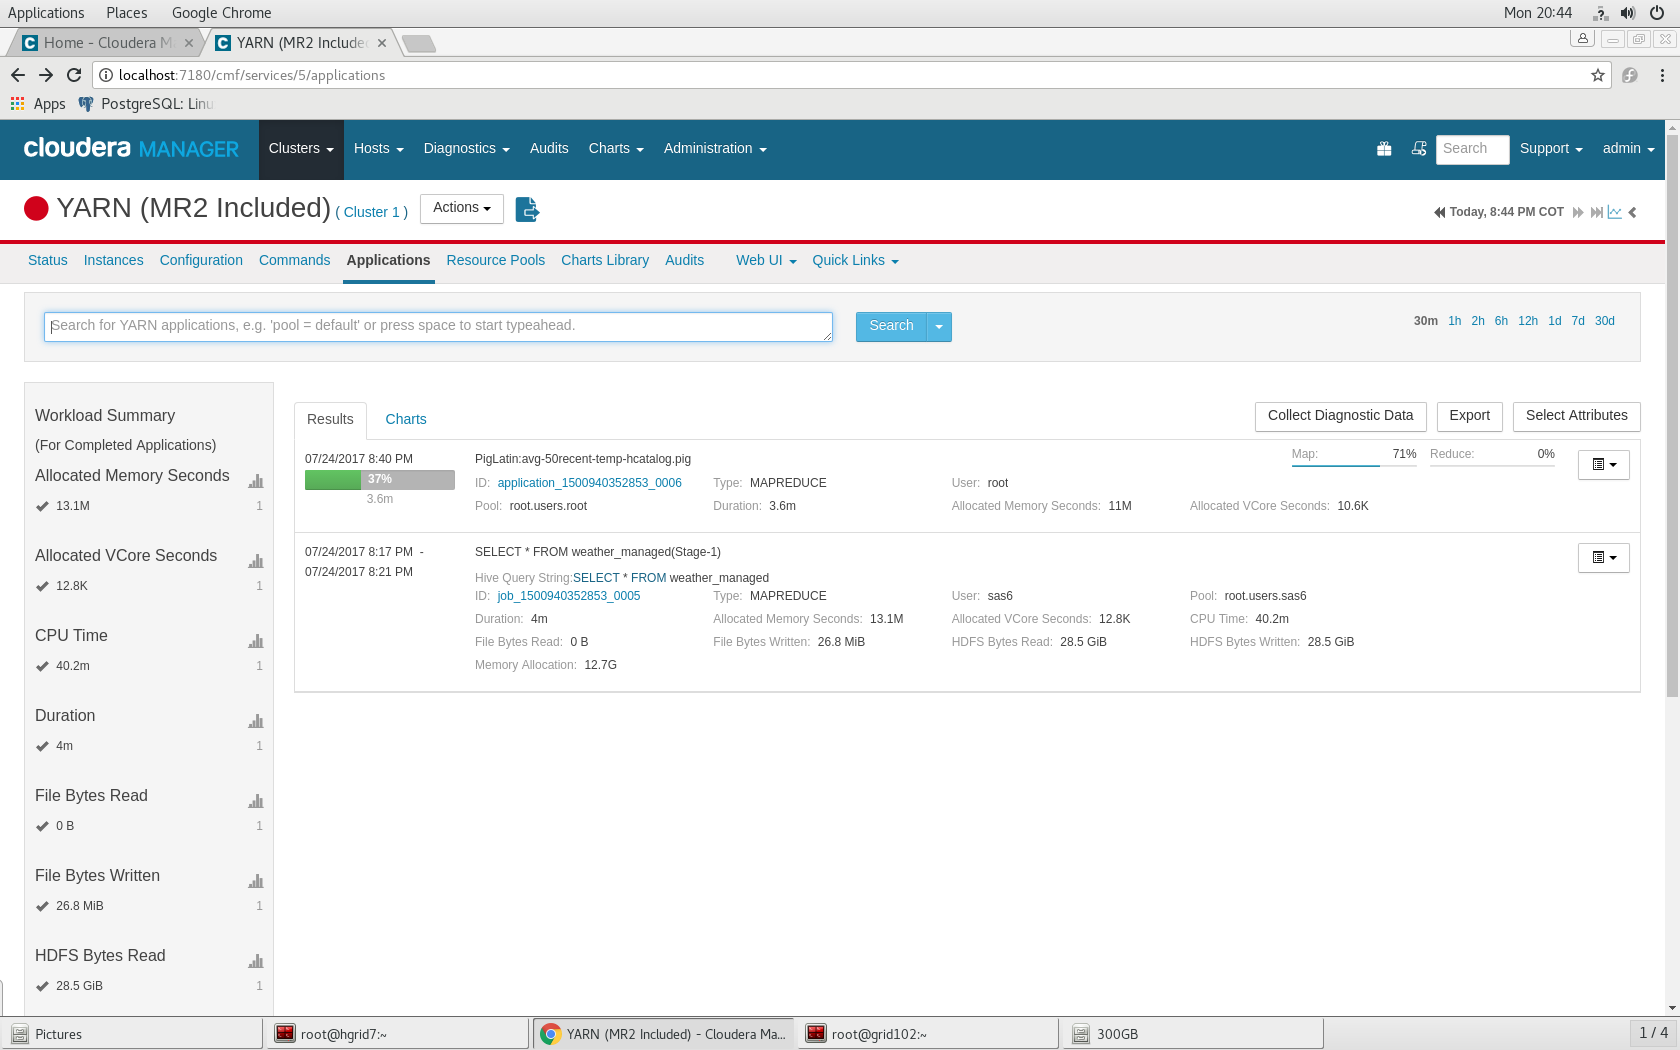 Applications Places Google Chrome Mon 20:44
Home - Cloudera M YARN (MR2 Include
localhost:7180/cmf/services/5/applications
Apps PostgreSQL: Linu
cloudera MANAGER Clusters Hosts Diagnostics Audits Charts Administration Search Support admin
YARN (MR2 Included) ( Cluster 1 ) Actions Today, 8:44 PM COT
Status Instances Configuration Commands Applications Resource Pools Charts Library Audits Web UI Quick Links
Search for YARN applications, e.g. 'pool = default' or press space to start typeahead. Search 30m 1h 2h 6h 12h 1d 7d 30d
Workload Summary
(For Completed Applications)
Allocated Memory Seconds
13.1M 1
Allocated VCore Seconds
12.8K 1
CPU Time
40.2m 1
Duration
4m 1
File Bytes Read
0 B 1
File Bytes Written
26.8 MiB 1
HDFS Bytes Read
28.5 GiB 1
Results Charts Collect Diagnostic Data Export Select Attributes
07/24/2017 8:40 PM PigLatin:avg-50recent-temp-hcatalog.pig Map: 71% Reduce: 0%
37%
3.6m
ID: application_1500940352853_0006 Type: MAPREDUCE User: root
Pool: root.users.root Duration: 3.6m Allocated Memory Seconds: 11M Allocated VCore Seconds: 10.6K
07/24/2017 8:17 PM - SELECT * FROM weather_managed(Stage-1)
07/24/2017 8:21 PM
Hive Query String:SELECT * FROM weather_managed
ID: job_1500940352853_0005 Type: MAPREDUCE User: sas6 Pool: root.users.sas6
Duration: 4m Allocated Memory Seconds: 13.1M Allocated VCore Seconds: 12.8K CPU Time: 40.2m
File Bytes Read: 0 B File Bytes Written: 26.8 MiB HDFS Bytes Read: 28.5 GiB HDFS Bytes Written: 28.5 GiB
Memory Allocation: 12.7G
Pictures root@hgrid7:~ YARN (MR2 Included) - Cloudera Ma... root@grid102:~ 300GB 1 / 4